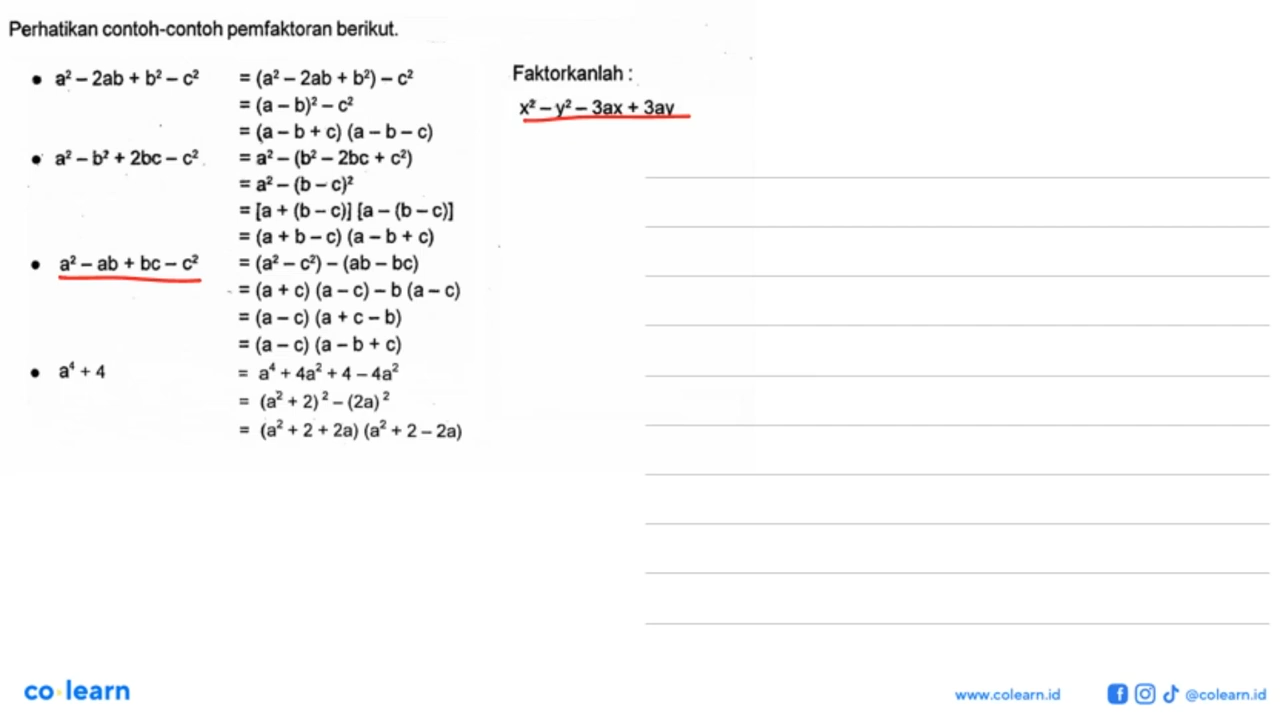 Perhatikan contoh-contoh pemfaktoran berikut.
• a² – 2ab + b² – c² = (a² – 2ab + b²) – c²
= (a – b)² – c²
= (a – b + c) (a – b – c)
• a² – b² + 2bc – c² = a² – (b² – 2bc + c²)
= a² – (b – c)²
= [a + (b – c)] [a – (b – c)]
= (a + b – c) (a – b + c)
• a² – ab + bc – c² = (a² – c²) – (ab – bc)
= (a + c) (a – c) – b (a – c)
= (a – c) (a + c – b)
= (a – c) (a – b + c)
• a⁴ + 4 = a⁴ + 4a² + 4 – 4a²
= (a² + 2) ² – (2a) ²
= (a² + 2 + 2a) (a² + 2 – 2a)
Faktorkanlah :
x² – y² – 3ax + 3ay
co learn
www.colearn.id
@colearn.id